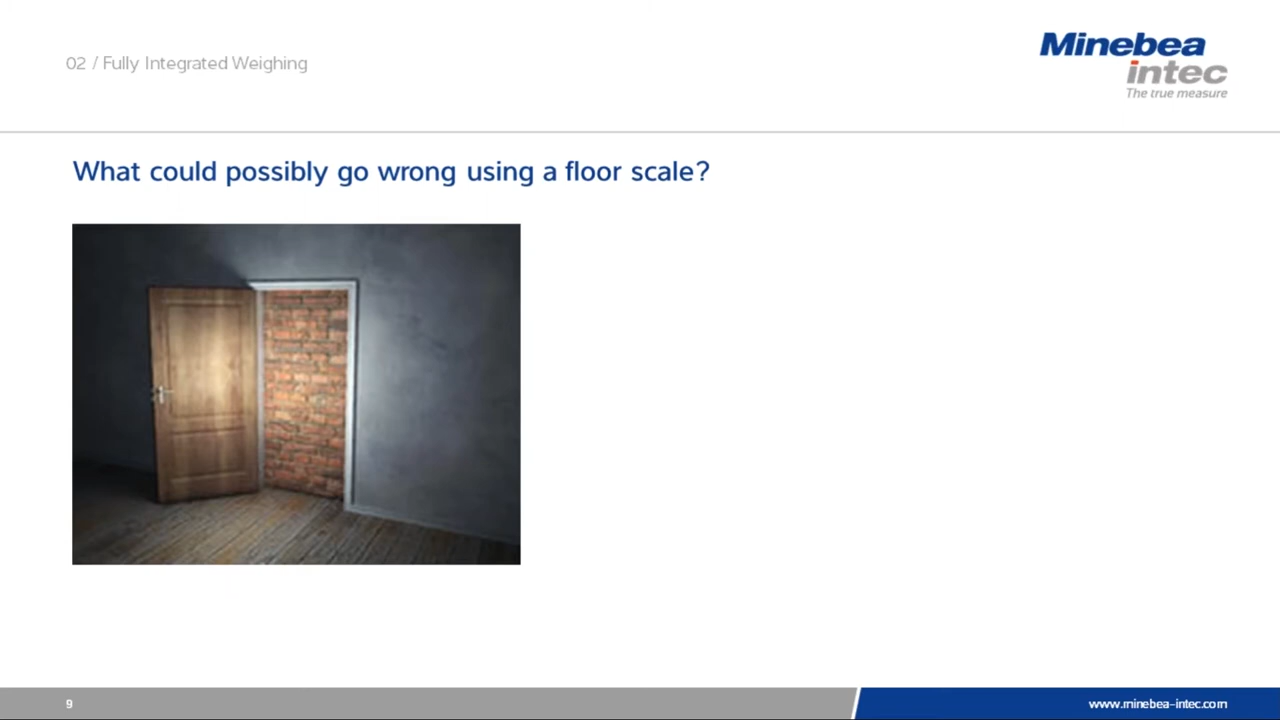 02 / Fully Integrated Weighing
Minebea
intec
The true measure
What could possibly go wrong using a floor scale?
9
www.minebea-intec.com